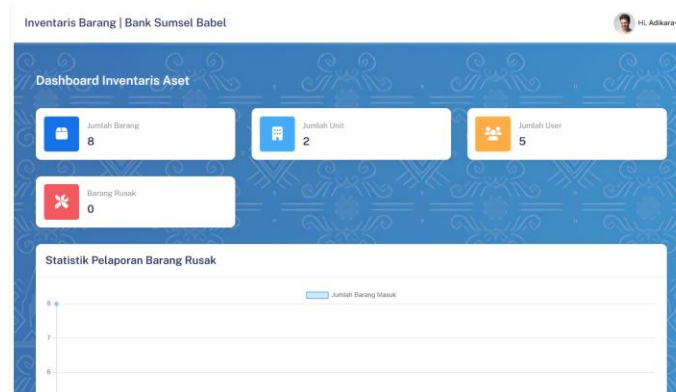 Inventaris Barang | Bank Sumsel Babel
Hi, Adikara
Dashboard Inventaris Aset
Jumlah Barang
8
Jumlah Unit
2
Jumlah User
5
Barang Rusak
0
Statistik Pelaporan Barang Rusak
Jumlah Barang Masuk
8
7
6